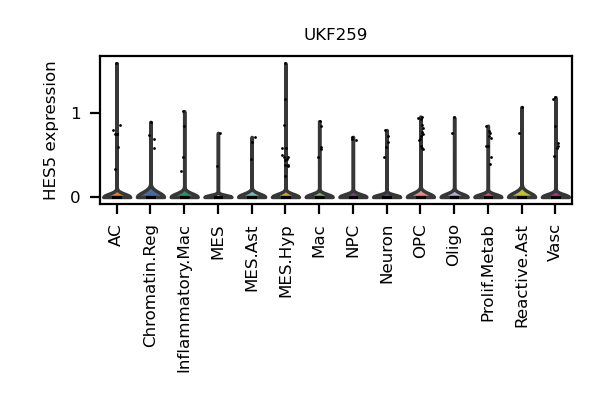 UKF259
HES5 expression
1
0
AC
Chromatin.Reg
Inflammatory.Mac
MES
MES.Ast
MES.Hyp
Mac
NPC
Neuron
OPC
Oligo
Prolif.Metab
Reactive.Ast
Vasc